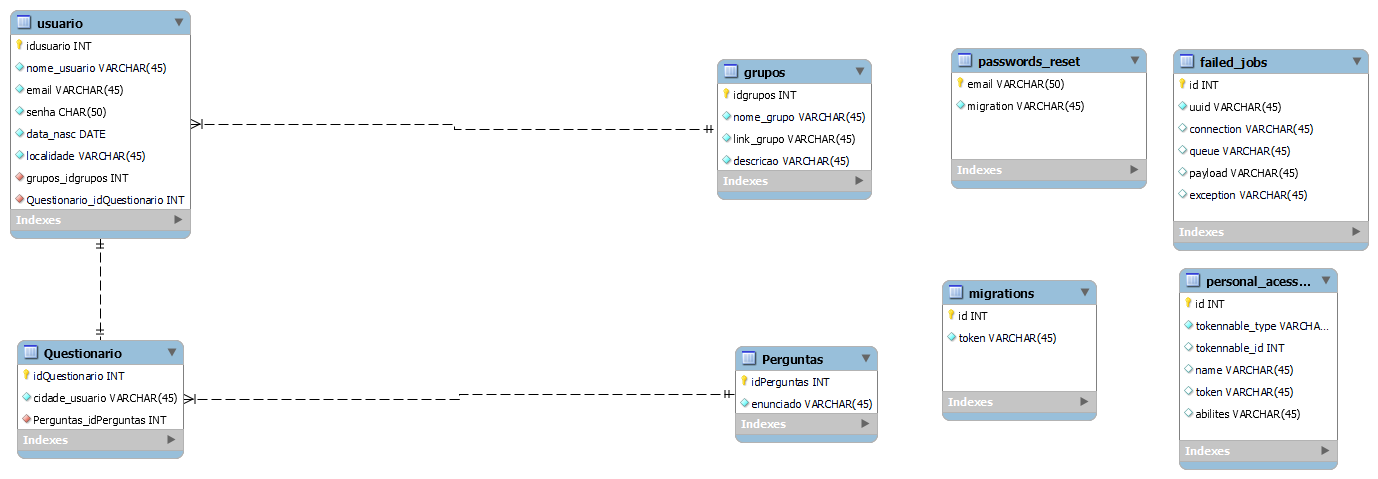 usuario
idusuario INT
nome_usuario VARCHAR(45)
email VARCHAR(45)
senha CHAR(50)
data_nasc DATE
localidade VARCHAR(45)
grupos_idgrupos INT
Questionario_idQuestionario INT
Indexes
grupos
idgrupos INT
nome_grupo VARCHAR(45)
link_grupo VARCHAR(45)
descricao VARCHAR(45)
Indexes
passwords_reset
email VARCHAR(50)
migration VARCHAR(45)
Indexes
failed_jobs
id INT
uuid VARCHAR(45)
connection VARCHAR(45)
queue VARCHAR(45)
payload VARCHAR(45)
exception VARCHAR(45)
Indexes
Questionario
idQuestionario INT
cidade_usuario VARCHAR(45)
Perguntas_idPerguntas INT
Indexes
Perguntas
idPerguntas INT
enunciado VARCHAR(45)
Indexes
migrations
id INT
token VARCHAR(45)
Indexes
personal_acess...
id INT
tokennable_type VARCHA...
tokennable_id INT
name VARCHAR(45)
token VARCHAR(45)
abilites VARCHAR(45)
Indexes